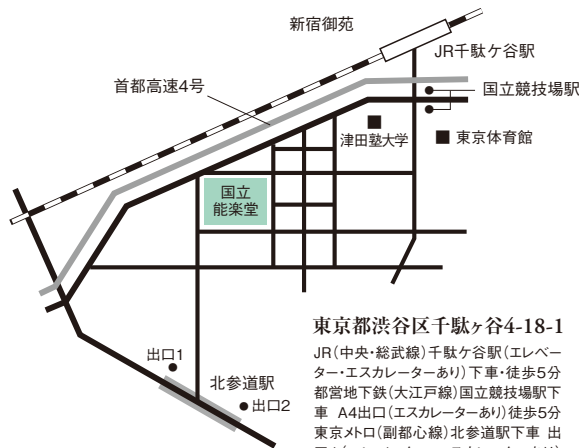 新宿御苑
JR千駄ケ谷駅
首都高速4号
国立競技場駅
津田塾大学
東京体育館
国立
能楽堂
出口1
北参道駅
出口2
東京都渋谷区千駄ヶ谷4-18-1
JR(中央・総武線)千駄ケ谷駅(エレベー
ター・エスカレーターあり)下車・徒歩5分
都営地下鉄(大江戸線)国立競技場駅下
車 A4出口(エスカレーターあり)徒歩5分
東京メトロ(副都心線)北参道駅下車 出